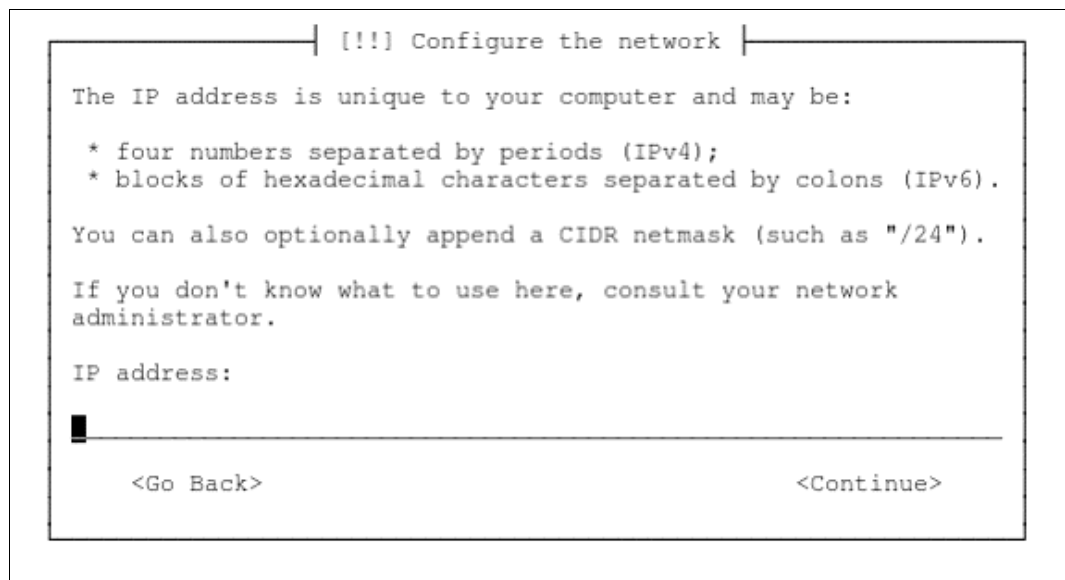 [!!] Configure the network
The IP address is unique to your computer and may be:
* four numbers separated by periods (IPv4);
* blocks of hexadecimal characters separated by colons (IPv6).
You can also optionally append a CIDR netmask (such as "/24").
If you don't know what to use here, consult your network
administrator.
IP address:
<Go Back> <Continue>